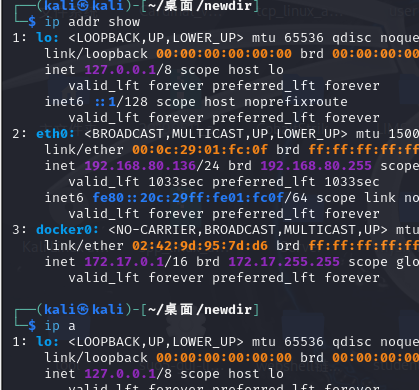 (kali㉿kali)-[~/桌面/newdir]
$ ip addr show
1: lo: <LOOPBACK,UP,LOWER_UP> mtu 65536 qdisc noque
link/loopback 00:00:00:00:00:00 brd 00:00:00:00
inet 127.0.0.1/8 scope host lo
valid_lft forever preferred_lft forever
inet6 ::1/128 scope host noprefixroute
valid_lft forever preferred_lft forever
2: eth0: <BROADCAST,MULTICAST,UP,LOWER_UP> mtu 1500
link/ether 00:0c:29:01:fc:0f brd ff:ff:ff:ff:ff
inet 192.168.80.136/24 brd 192.168.80.255 scope
valid_lft 1033sec preferred_lft 1033sec
inet6 fe80::20c:29ff:fe01:fc0f/64 scope link no
valid_lft forever preferred_lft forever
3: docker0: <NO-CARRIER,BROADCAST,MULTICAST,UP> mtu
link/ether 02:42:9d:95:7d:d6 brd ff:ff:ff:ff:ff
inet 172.17.0.1/16 brd 172.17.255.255 scope glo
valid_lft forever preferred_lft forever
(kali㉿kali)-[~/桌面/newdir]
$ ip a
1: lo: <LOOPBACK,UP,LOWER_UP> mtu 65536 qdisc noque
link/loopback 00:00:00:00:00:00 brd 00:00:00:00
inet 127.0.0.1/8 scope host lo
valid_lft forever preferred_lft forever